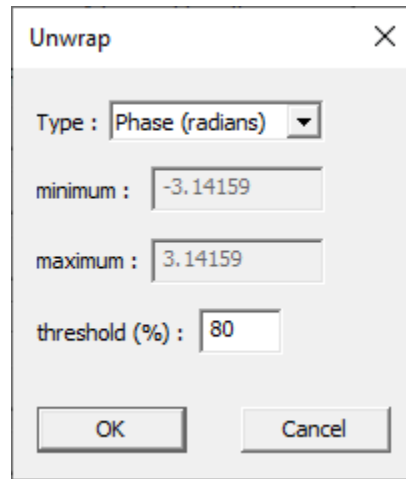 Unwrap
Type : Phase (radians)
minimum : -3.14159
maximum : 3.14159
threshold (%) : 80
OK Cancel